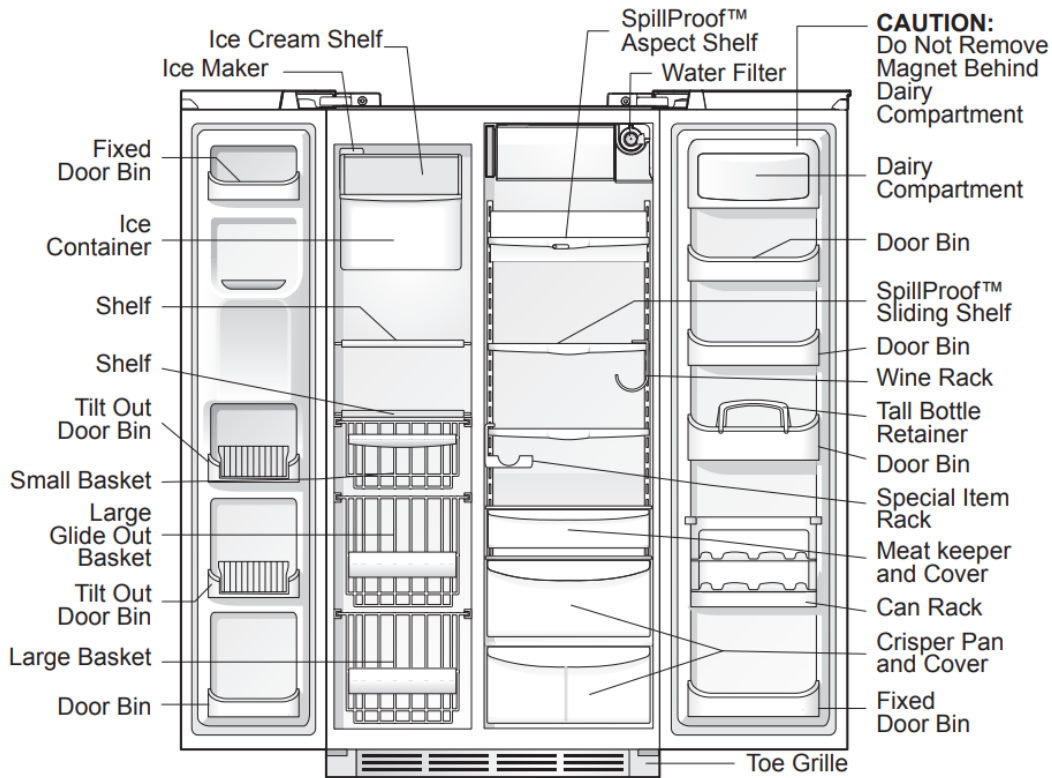 Ice Cream Shelf
Ice Maker
Fixed
Door Bin
Ice
Container
Shelf
Shelf
Tilt Out
Door Bin
Small Basket
Large
Glide Out
Basket
Tilt Out
Door Bin
Large Basket
Door Bin
SpillProof™
Aspect Shelf
Water Filter
CAUTION:
Do Not Remove
Magnet Behind
Dairy
Compartment
Dairy
Compartment
Door Bin
SpillProof™
Sliding Shelf
Door Bin
Wine Rack
Tall Bottle
Retainer
Door Bin
Special Item
Rack
Meat keeper
and Cover
Can Rack
Crisper Pan
and Cover
Fixed
Door Bin
Toe Grille